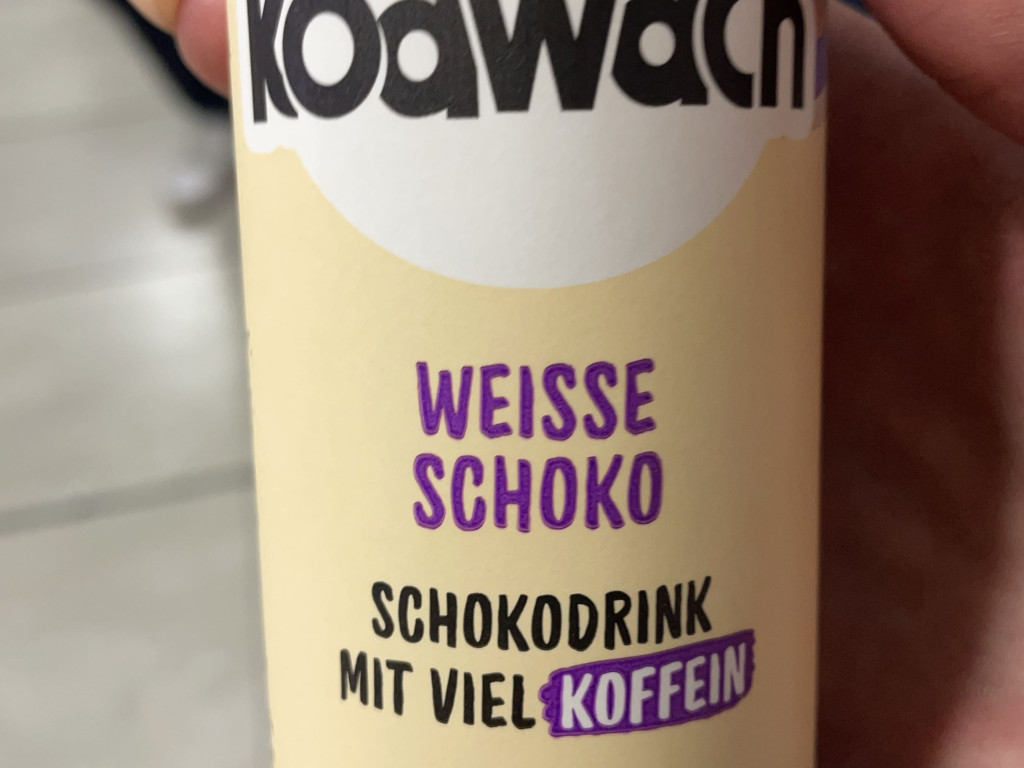 koawach
WEISSE
SCHOKO
SCHOKODRINK
MIT VIEL KOFFEIN